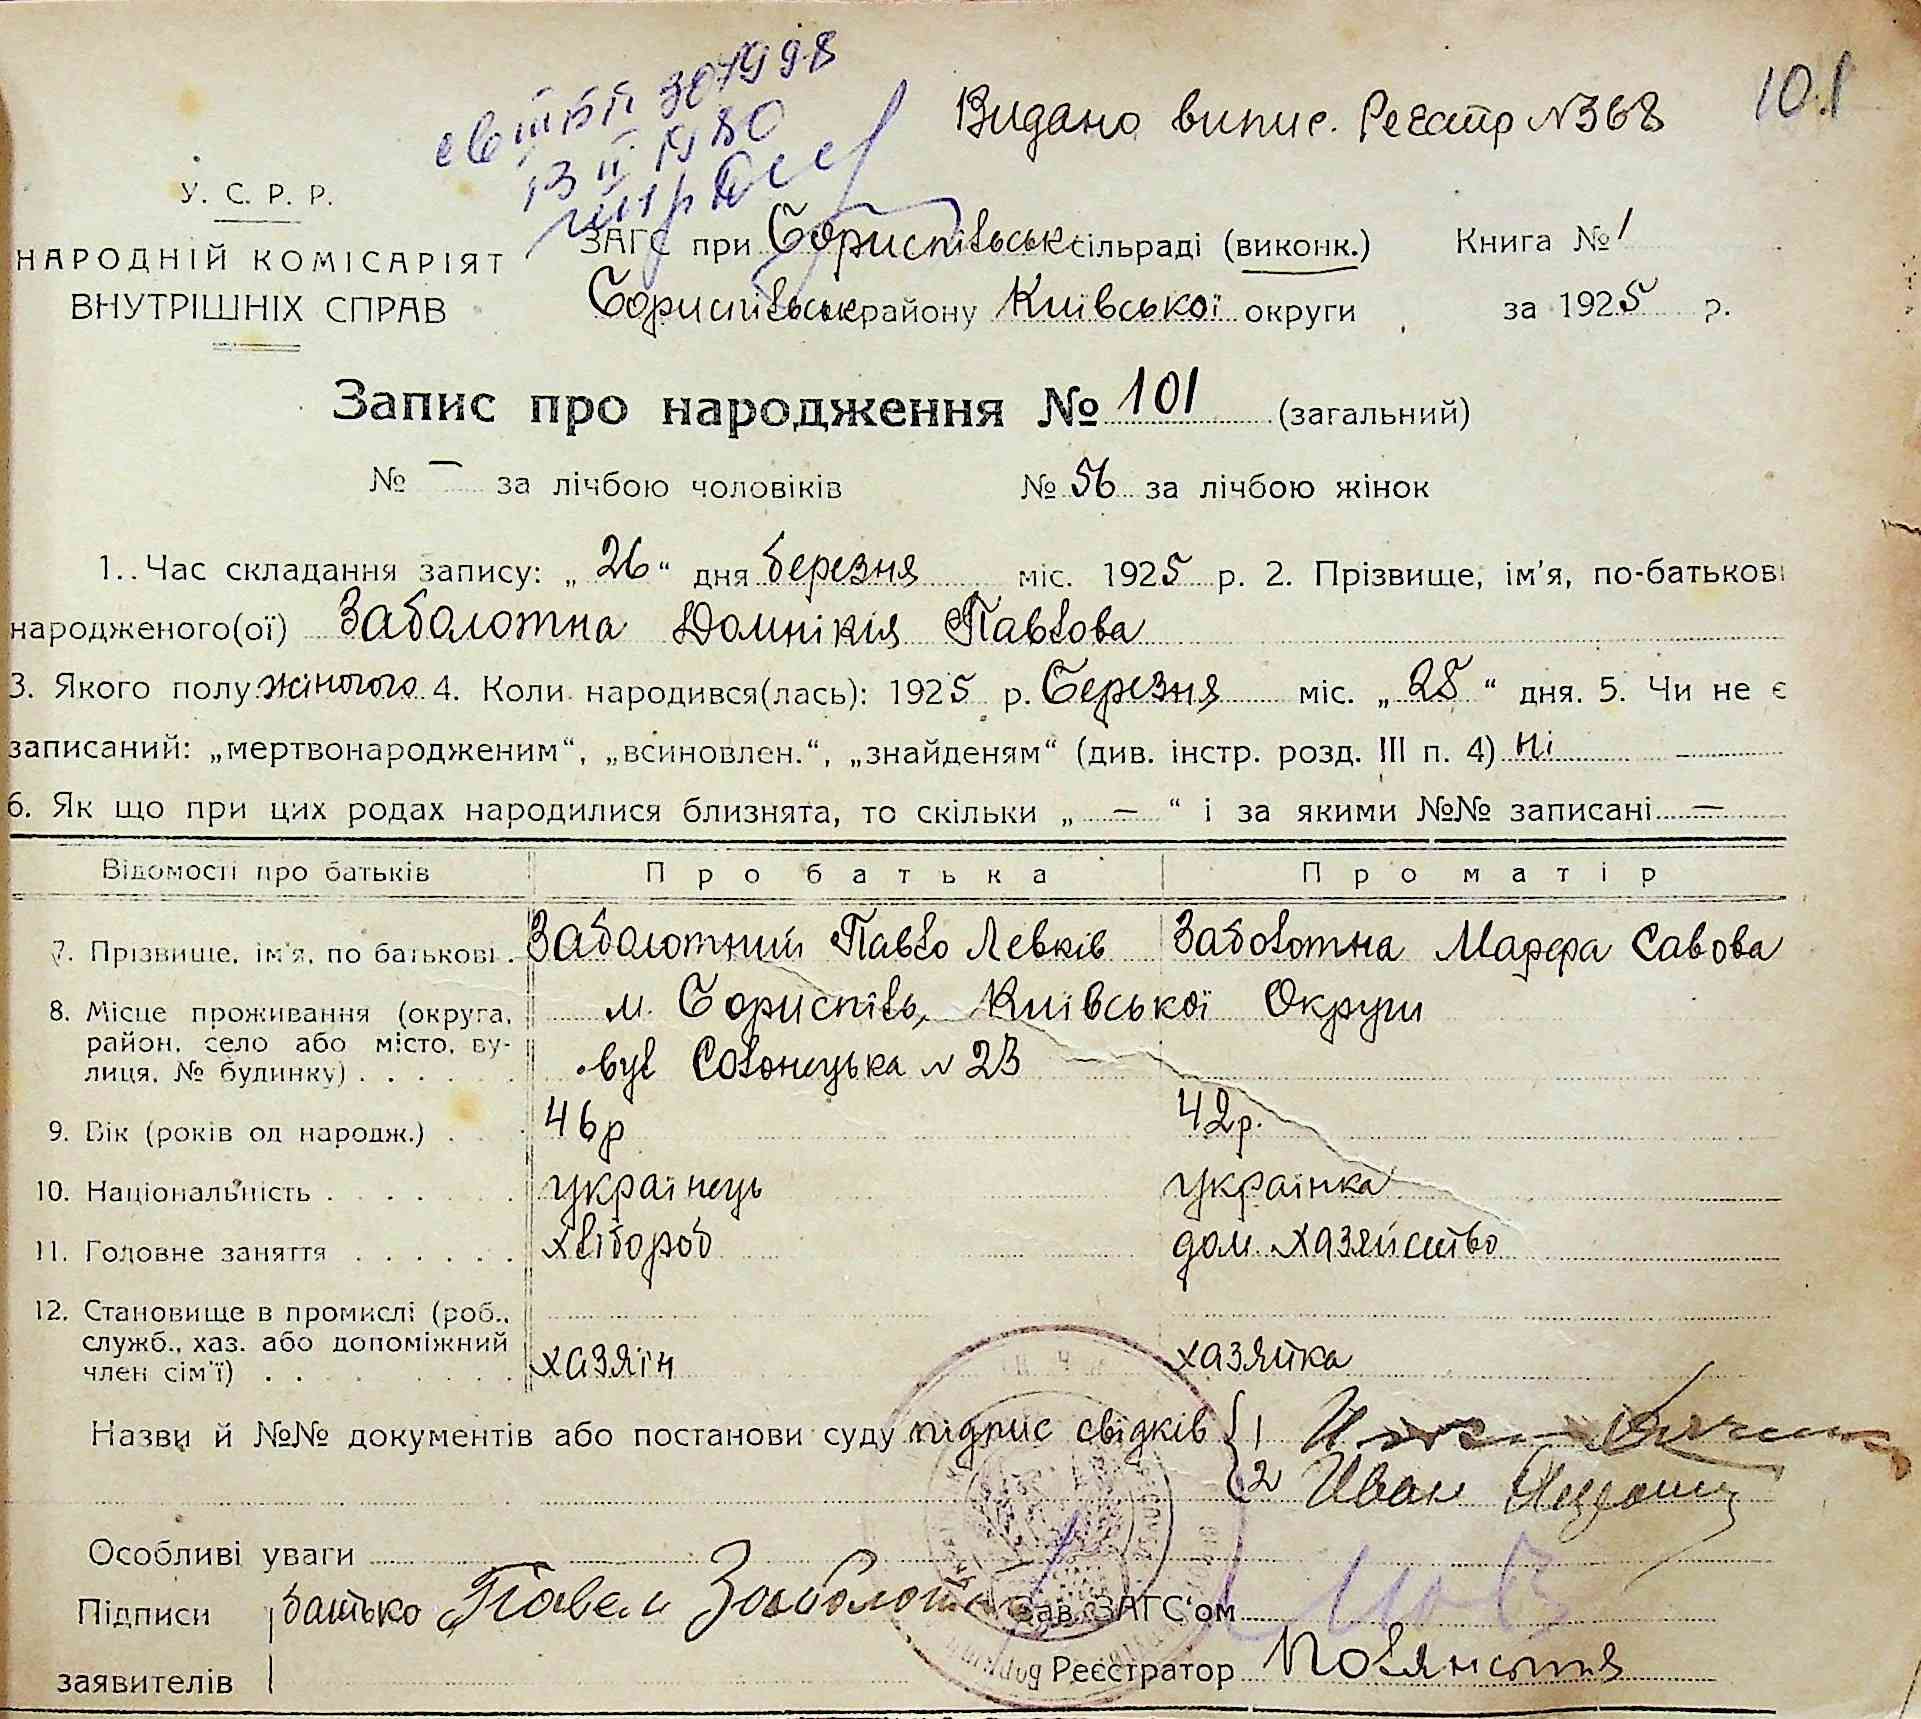 101
Видано випис. Реєстр №368
13 II 1980
У. С. Р. Р.
НАРОДНІЙ КОМІСАРІЯТ
ВНУТРІШНІХ СПРАВ
ЗАГС при Бориспільськ сільраді (виконк.) Книга № 1
Бориспільськ району Київської округи за 1925 р.
Запис про народження № 101 (загальний)
№ — за лічбою чоловіків № 56 за лічбою жінок
1. Час складання запису: „26“ дня березня міс. 1925 р. 2. Прізвище, ім'я, по-батькові
народженого(ої) Заболотна Домнікія Павлова
3. Якого полу жіночого 4. Коли народився(лась): 1925 р. Березня міс. „25“ дня. 5. Чи не є
записаний: „мертвонародженим“, „всиновлен.“, „знайденям“ (див. інстр. розд. III п. 4) ні
6. Як що при цих родах народилися близнята, то скільки „ — “ і за якими №№ записані —
Відомості про батьків Про батька Про матір
7. Прізвище, ім'я, по батькові . Заболотний Павло Левків Заболотна Марфа Савова
8. Місце проживання (округа, район, село або місто, вулиця, № будинку) . . . . . .
м. Бориспіль, Київської Округи
вул Солонецька № 23
9. Вік (років од народж.) . . 46р 42р.
10. Національність . . . . . . . українець українка
11. Головне заняття . . . . . . хлібороб дом. хазяйство
12. Становище в промислі (роб., служб., хаз. або допоміжний член сім'ї) . . . . . . хазяїн хазяйка
Назви й №№ документів або постанови суду підпис свідків { 1
2 Иван
Особливі уваги
Підписи батько Павел Заболотн Зав. ЗАГС'ом
заявителів Реєстратор